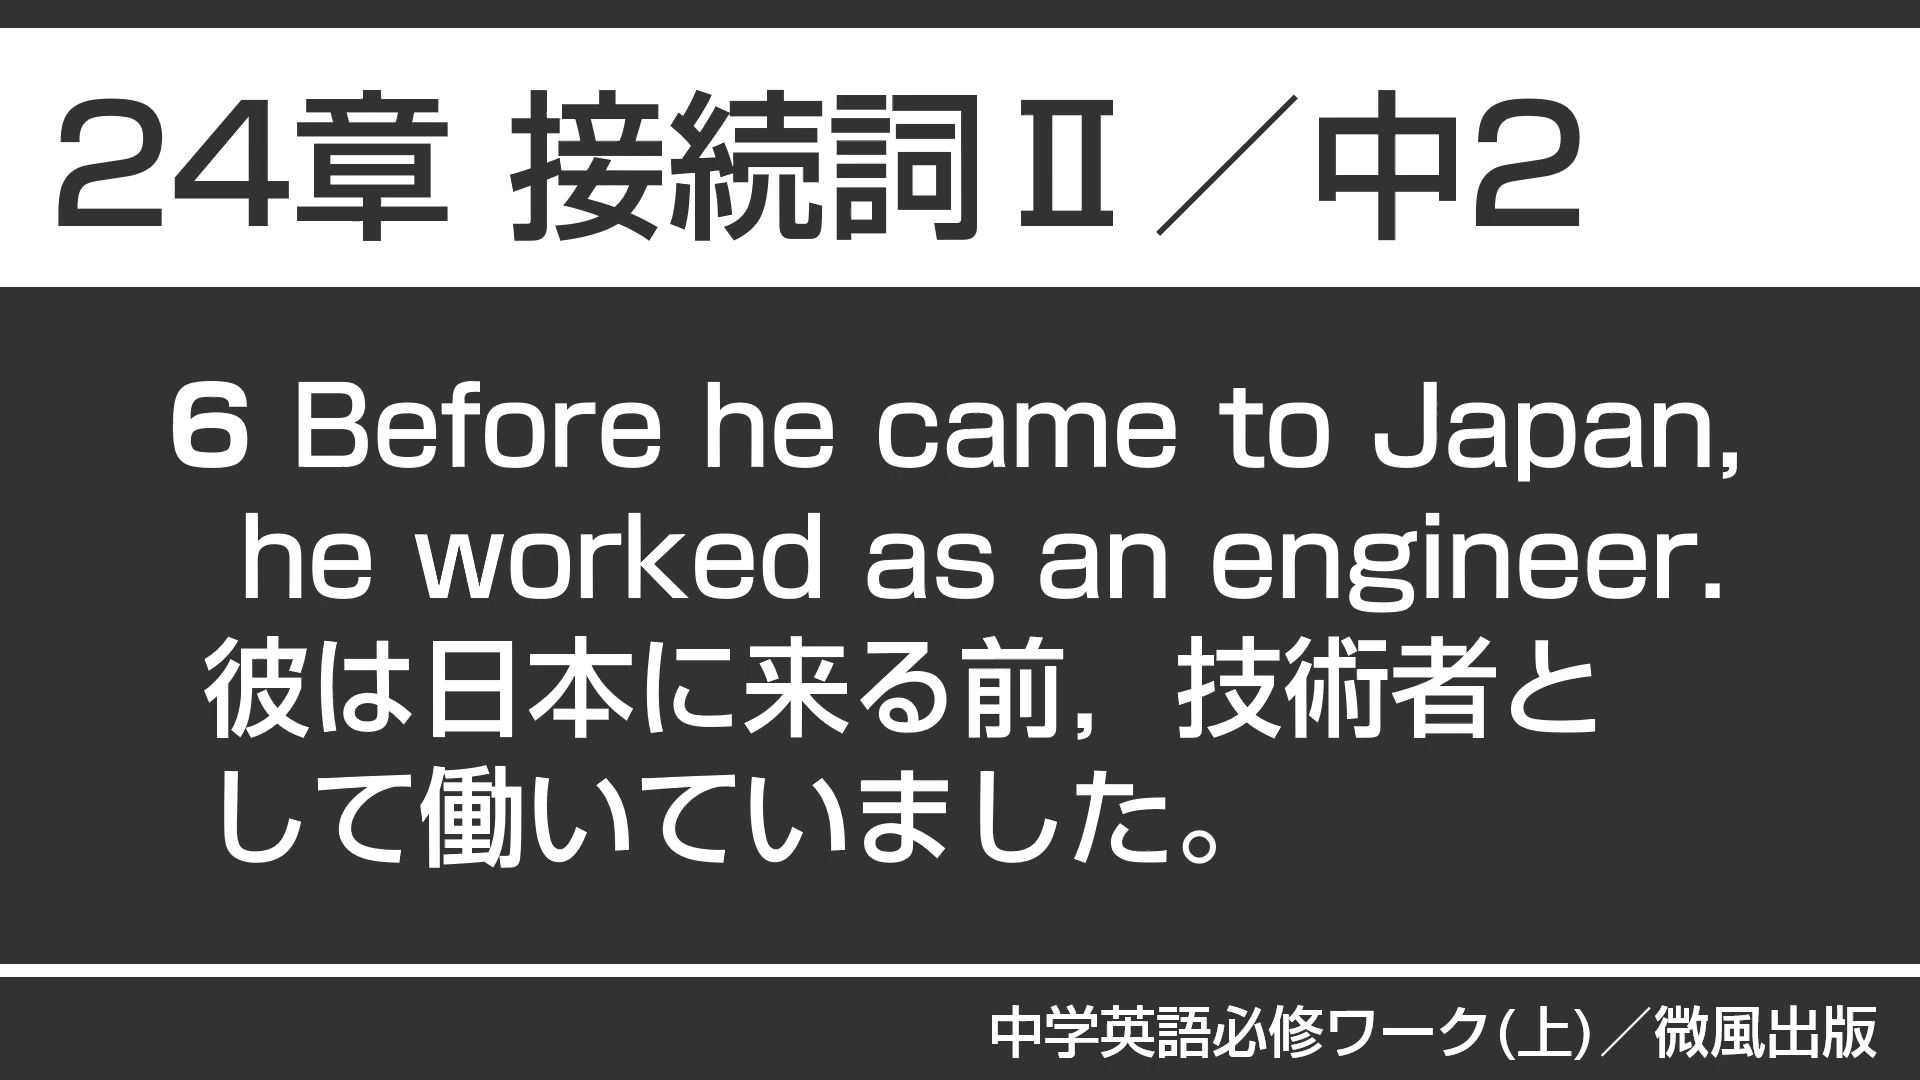 24章 接続詞Ⅱ／中2
6 Before he came to Japan,
he worked as an engineer.
彼は日本に来る前，技術者と
して働いていました。
中学英語必修ワーク(上)／微風出版